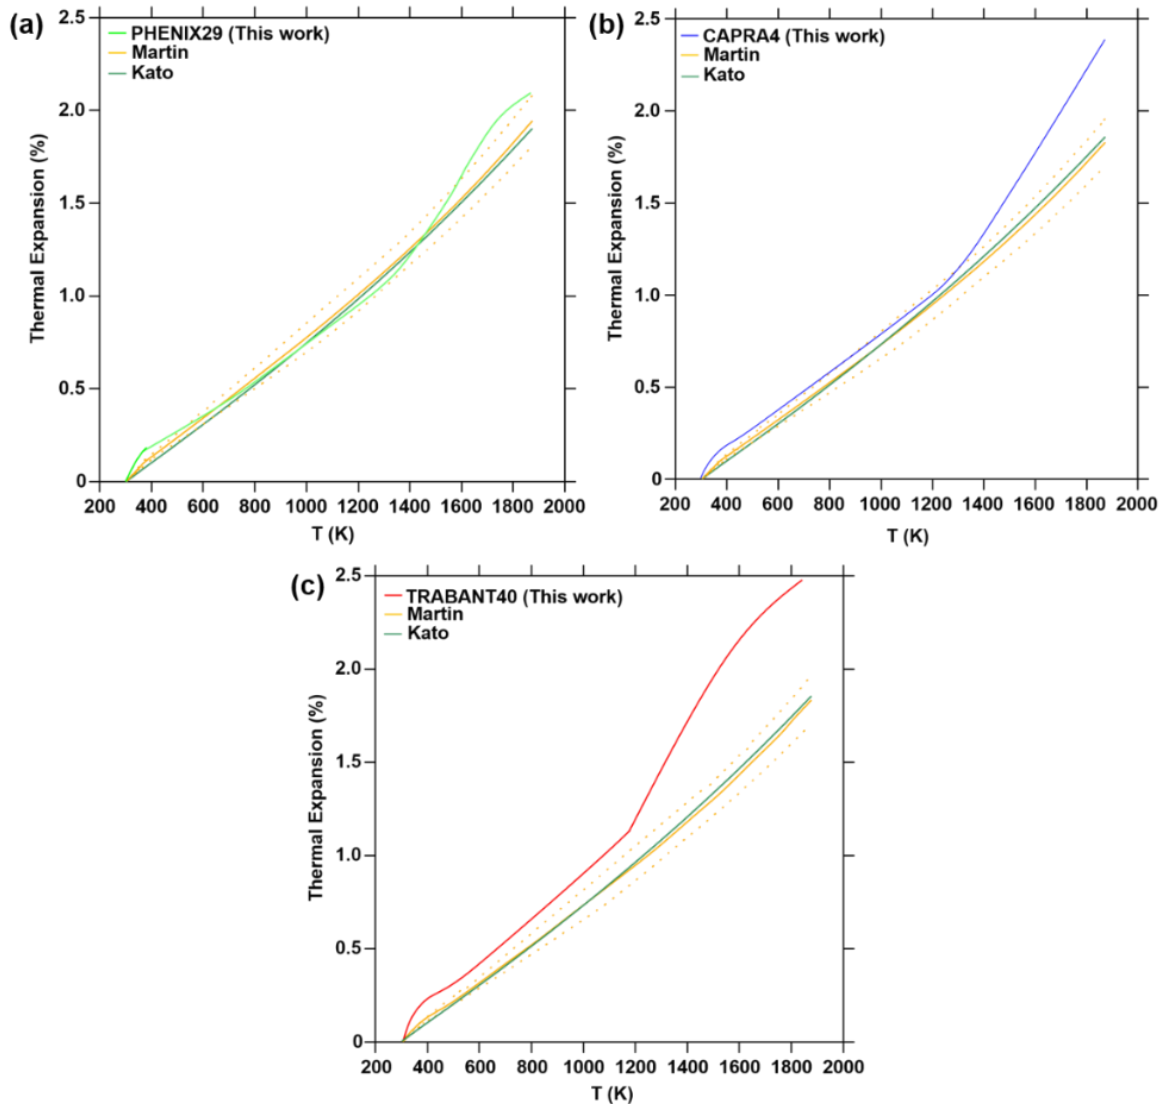 (a)
2.5
2.0
1.5
1.0
0.5
0
Thermal Expansion (%)
PHENIX29 (This work)
Martin
Kato
200 400 600 800 1000 1200 1400 1600 1800 2000
T (K)
(b)
2.5
2.0
1.5
1.0
0.5
0
Thermal Expansion (%)
CAPRA4 (This work)
Martin
Kato
200 400 600 800 1000 1200 1400 1600 1800 2000
T (K)
(c)
2.5
2.0
1.5
1.0
0.5
0
Thermal Expansion (%)
TRABANT40 (This work)
Martin
Kato
200 400 600 800 1000 1200 1400 1600 1800 2000
T (K)